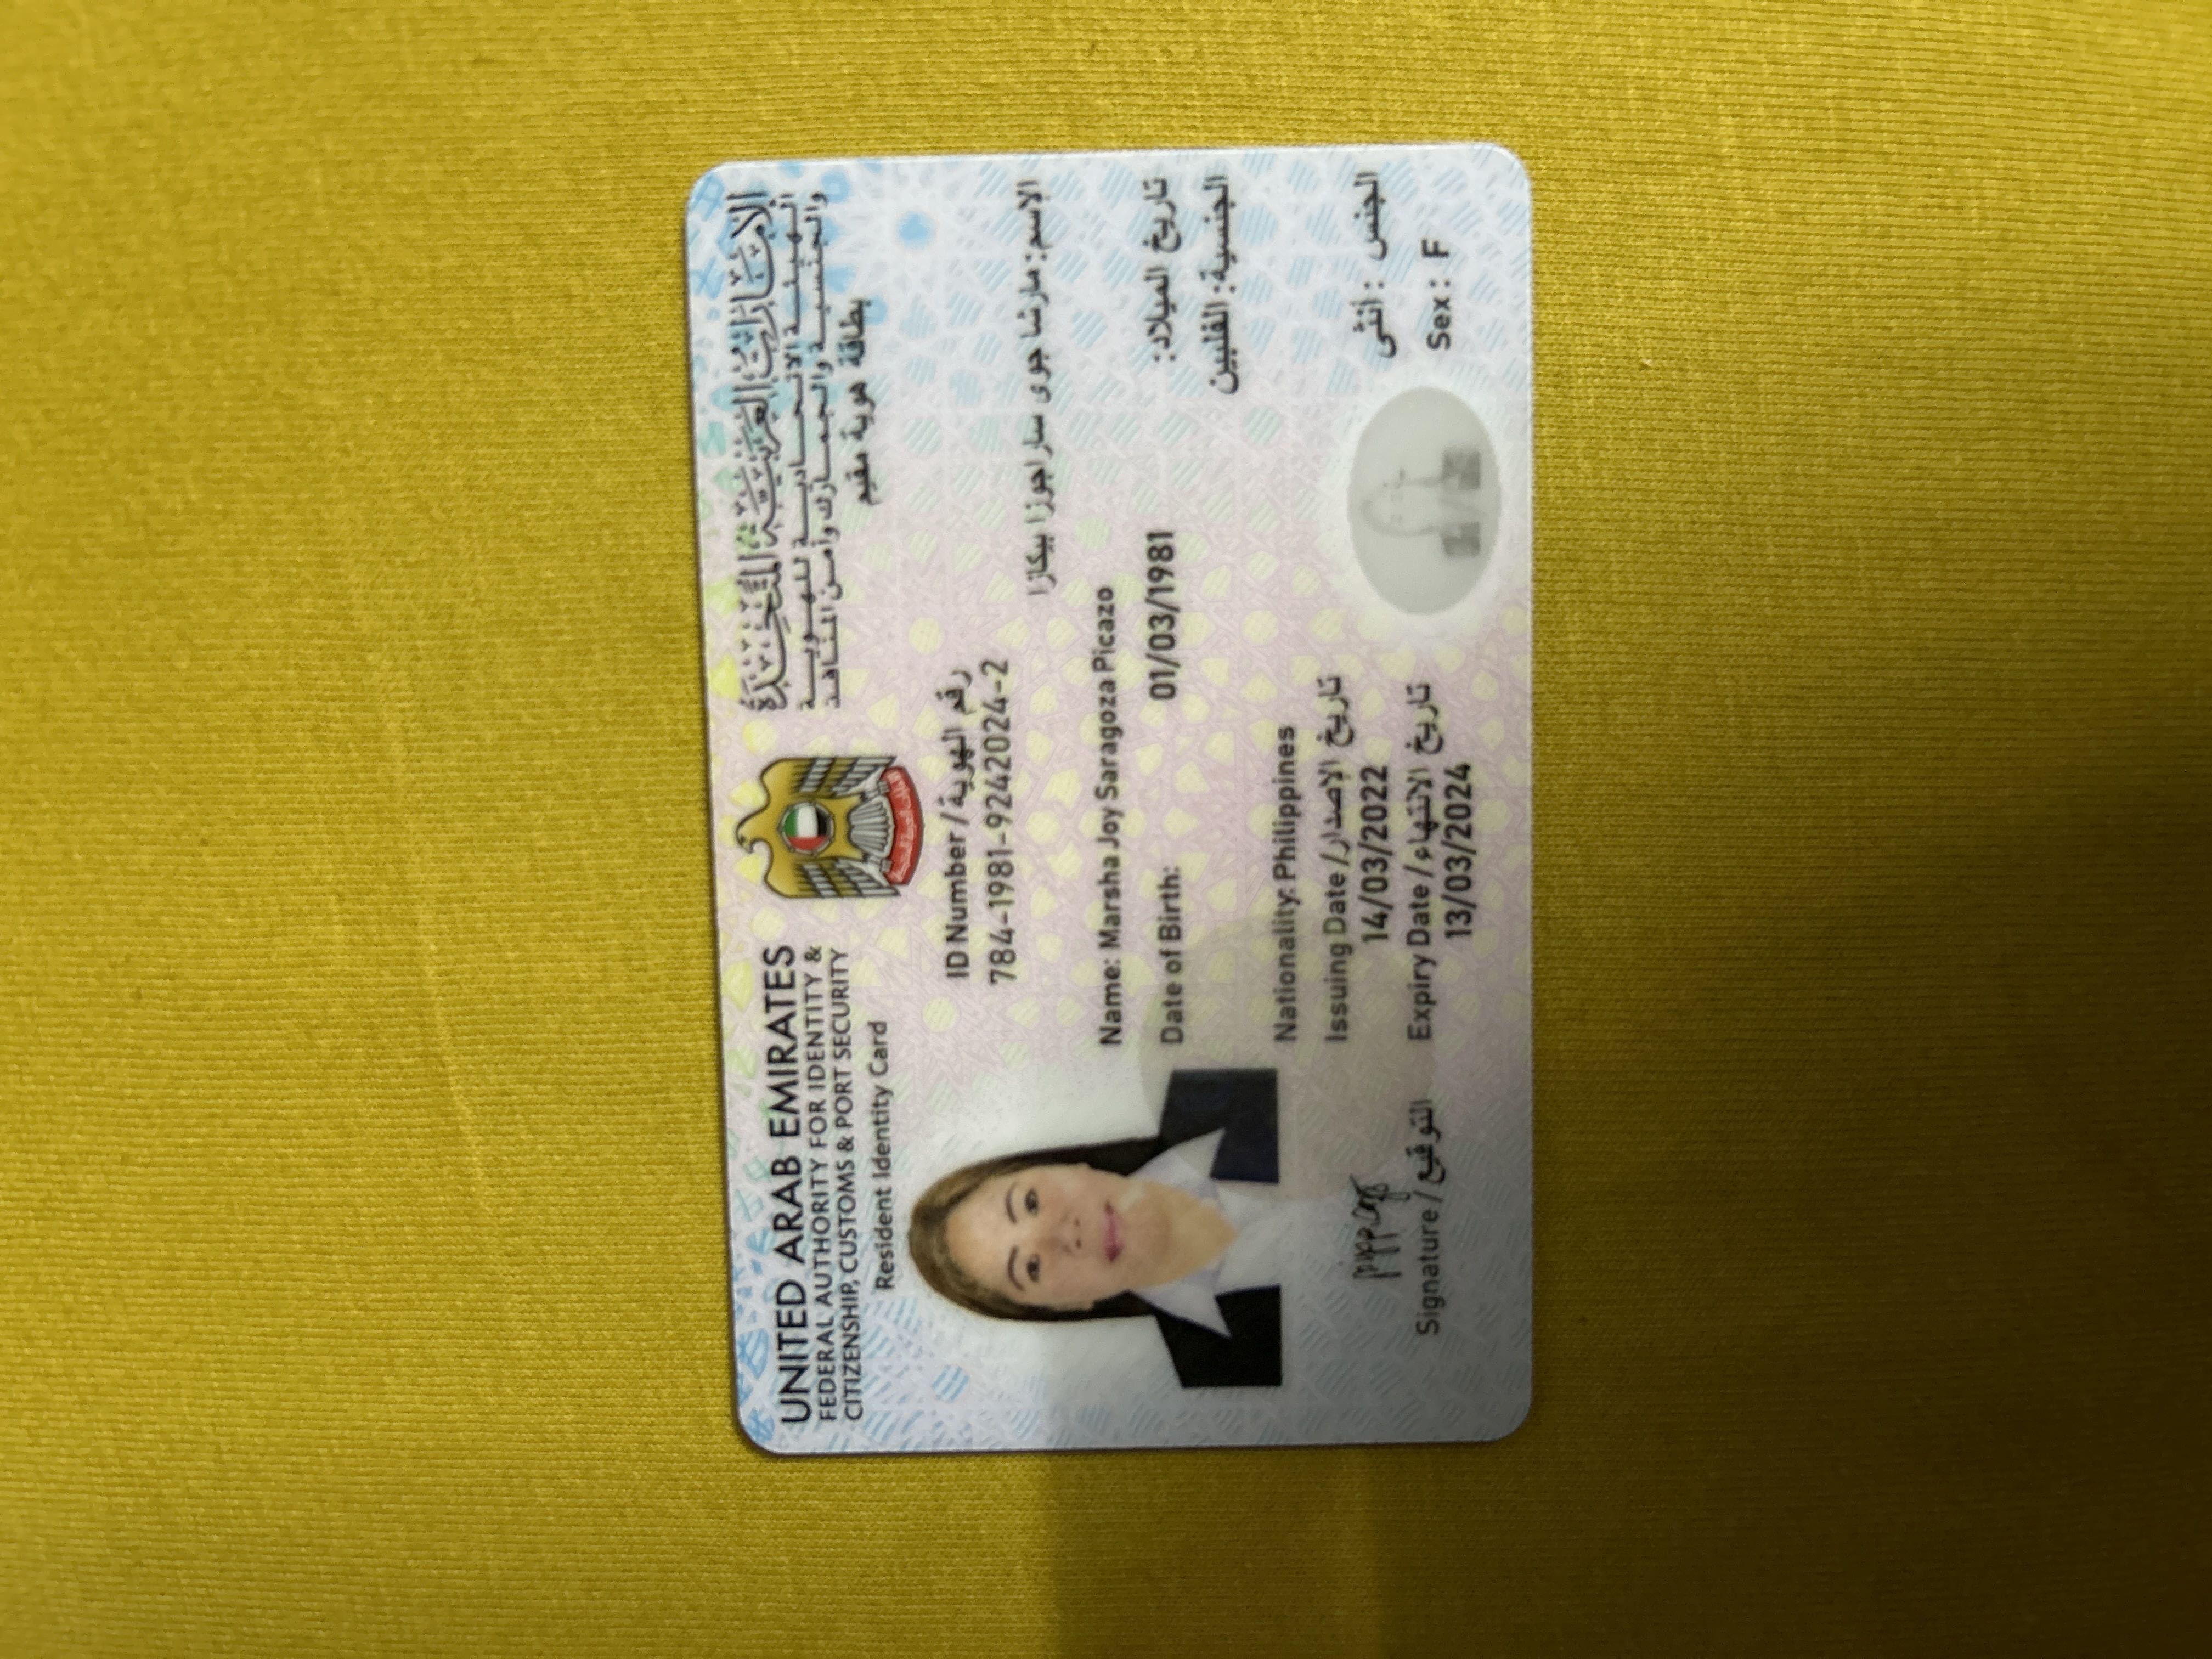 UNITED ARAB EMIRATES
FEDERAL AUTHORITY FOR IDENTITY &
CITIZENSHIP, CUSTOMS & PORT SECURITY
Resident Identity Card
الإمارات العربية المتحدة
الهيئة الاتحادية للهوية
والجنسية والجمارك وأمن المنافذ
بطاقة هوية مقيم
ID Number / رقم الهوية
784-1981-9242024-2
الإسم: مارشا جوى ساراجوزا بيكازا
Name: Marsha Joy Saragoza Picazo
Date of Birth: 01/03/1981 تاريخ الميلاد:
الجنسية: الفلبين
Nationality: Philippines
Issuing Date / تاريخ الإصدار
14/03/2022
Expiry Date / تاريخ الانتهاء
13/03/2024
الجنس : أنثى
Sex: F
Signature / التوقيع